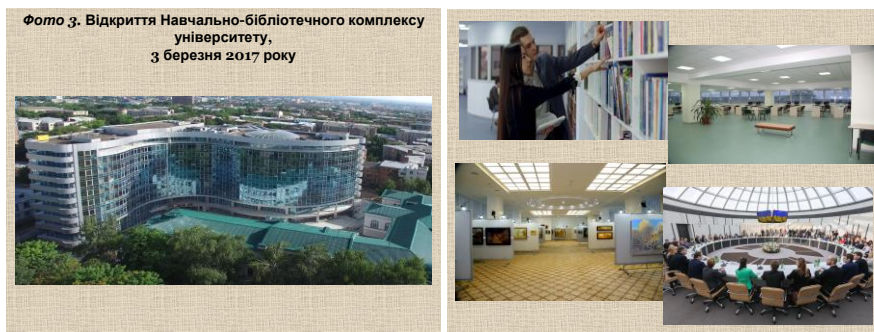 Фото 3. Відкриття Навчально-бібліотечного комплексу
університету,
3 березня 2017 року